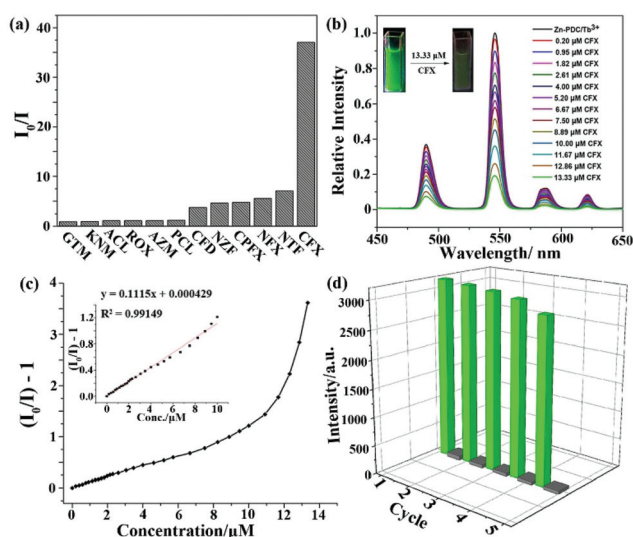 (a)
I0/I
40
20
10
5
0
GTM
KNM
ACL
ROX
AZM
PCL
CFD
NZF
CPFX
NFX
NTF
CFX
(b)
Relative Intensity
1.0
0.8
0.6
0.4
0.2
0.0
450
500
550
600
650
Wavelength/ nm
13.33 μM
CFX
Zn-PDC/Tb3+
0.20 μM CFX
0.95 μM CFX
1.82 μM CFX
2.61 μM CFX
4.00 μM CFX
5.20 μM CFX
6.67 μM CFX
7.50 μM CFX
8.89 μM CFX
10.00 μM CFX
11.67 μM CFX
12.86 μM CFX
13.33 μM CFX
(c)
(I0/I) - 1
4
3
2
1
0
0 2 4 6 8 10 12 14
Concentration/μM
y = 0.1115x + 0.000429
R2 = 0.99149
(I0/I) - 1
1.2
0.8
0.4
0.0
0 2 4 6 8 10
Conc./μM
(d)
Intensity/a.u.
3000
2500
2000
1500
1000
500
0
1
2
3
4
5
Cycle